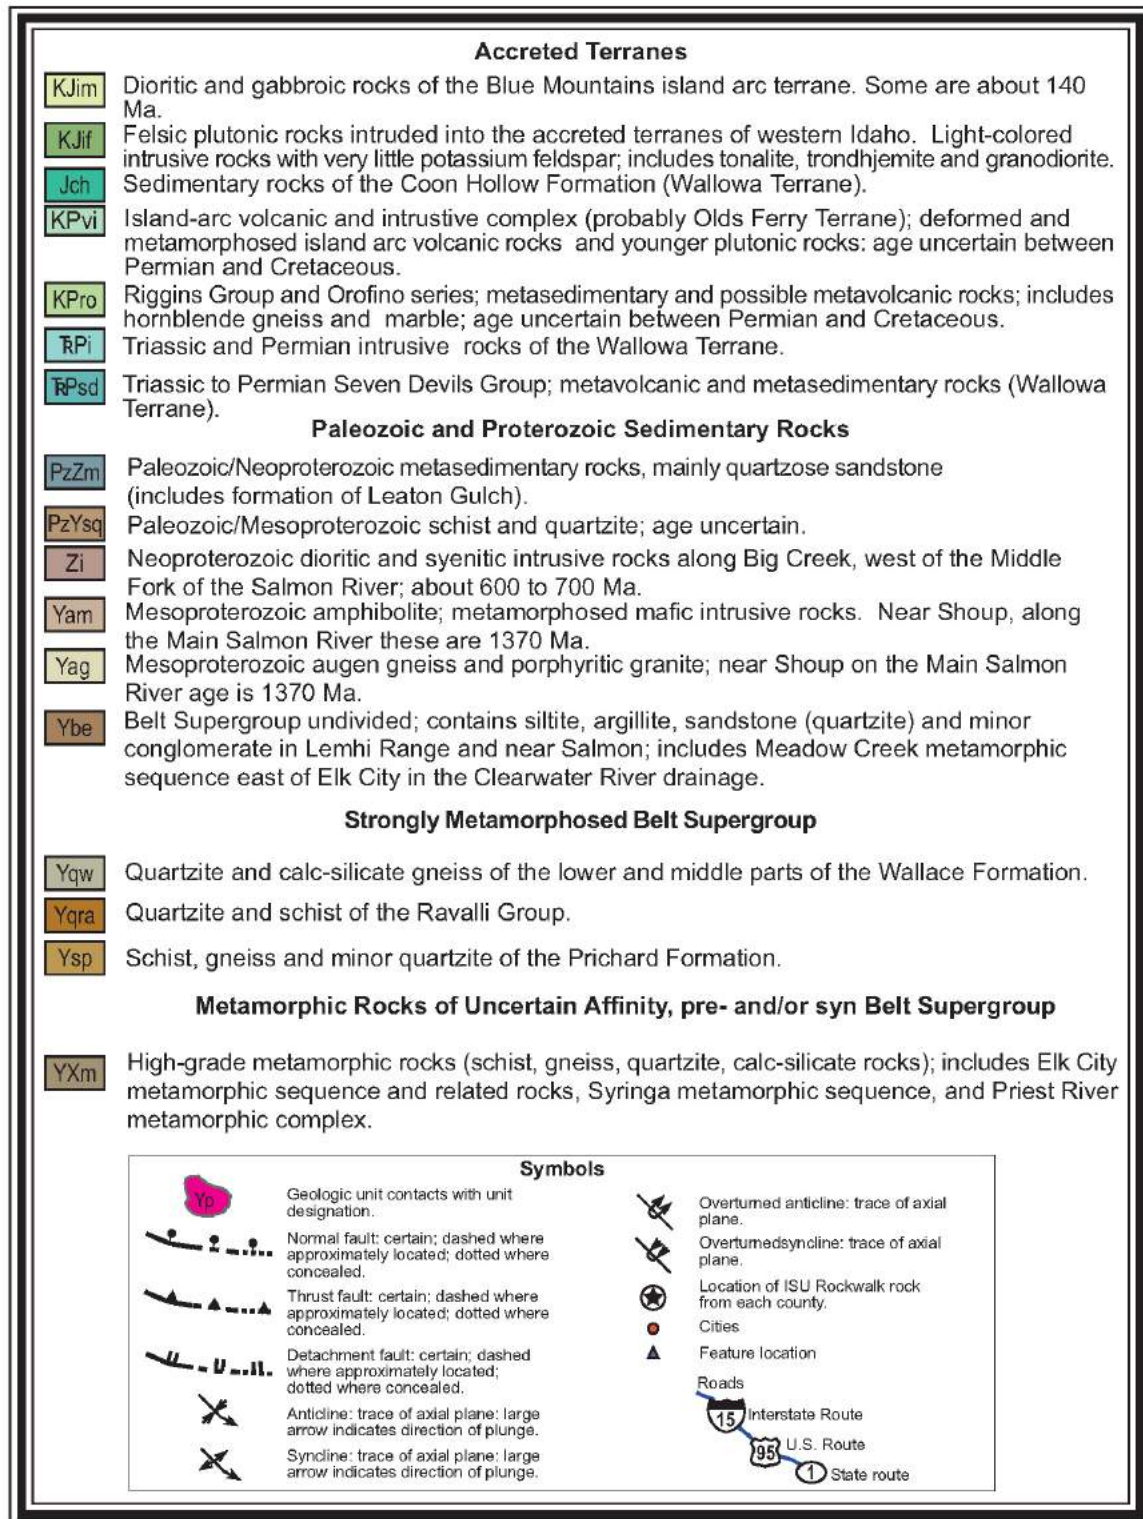 Accreted Terranes
KJim Dioritic and gabbroic rocks of the Blue Mountains island arc terrane. Some are about 140
Ma.
KJif Felsic plutonic rocks intruded into the accreted terranes of western Idaho. Light-colored
intrusive rocks with very little potassium feldspar; includes tonalite, trondhjemite and granodiorite.
Jch Sedimentary rocks of the Coon Hollow Formation (Wallowa Terrane).
KPvi Island-arc volcanic and intrustive complex (probably Olds Ferry Terrane); deformed and
metamorphosed island arc volcanic rocks and younger plutonic rocks: age uncertain between
Permian and Cretaceous.
KPro Riggins Group and Orofino series; metasedimentary and possible metavolcanic rocks; includes
hornblende gneiss and marble; age uncertain between Permian and Cretaceous.
TRPi Triassic and Permian intrusive rocks of the Wallowa Terrane.
TRPsd Triassic to Permian Seven Devils Group; metavolcanic and metasedimentary rocks (Wallowa
Terrane).
Paleozoic and Proterozoic Sedimentary Rocks
PzZm Paleozoic/Neoproterozoic metasedimentary rocks, mainly quartzose sandstone
(includes formation of Leaton Gulch).
PzYsq Paleozoic/Mesoproterozoic schist and quartzite; age uncertain.
Zi Neoproterozoic dioritic and syenitic intrusive rocks along Big Creek, west of the Middle
Fork of the Salmon River; about 600 to 700 Ma.
Yam Mesoproterozoic amphibolite; metamorphosed mafic intrusive rocks. Near Shoup, along
the Main Salmon River these are 1370 Ma.
Yag Mesoproterozoic augen gneiss and porphyritic granite; near Shoup on the Main Salmon
River age is 1370 Ma.
Ybe Belt Supergroup undivided; contains siltite, argillite, sandstone (quartzite) and minor
conglomerate in Lemhi Range and near Salmon; includes Meadow Creek metamorphic
sequence east of Elk City in the Clearwater River drainage.
Strongly Metamorphosed Belt Supergroup
Yqw Quartzite and calc-silicate gneiss of the lower and middle parts of the Wallace Formation.
Yqra Quartzite and schist of the Ravalli Group.
Ysp Schist, gneiss and minor quartzite of the Prichard Formation.
Metamorphic Rocks of Uncertain Affinity, pre- and/or syn Belt Supergroup
YXm High-grade metamorphic rocks (schist, gneiss, quartzite, calc-silicate rocks); includes Elk City
metamorphic sequence and related rocks, Syringa metamorphic sequence, and Priest River
metamorphic complex.
Symbols
Yp Geologic unit contacts with unit
designation.
Normal fault: certain; dashed where
approximately located; dotted where
concealed.
Thrust fault: certain; dashed where
approximately located; dotted where
concealed.
Detachment fault: certain; dashed
where approximately located;
dotted where concealed.
Anticline: trace of axial plane: large
arrow indicates direction of plunge.
Syncline: trace of axial plane: large
arrow indicates direction of plunge.
Overturned anticline: trace of axial
plane.
Overturnedsyncline: trace of axial
plane.
Location of ISU Rockwalk rock
from each county.
Cities
Feature location
Roads
15 Interstate Route
95 U.S. Route
1 State route